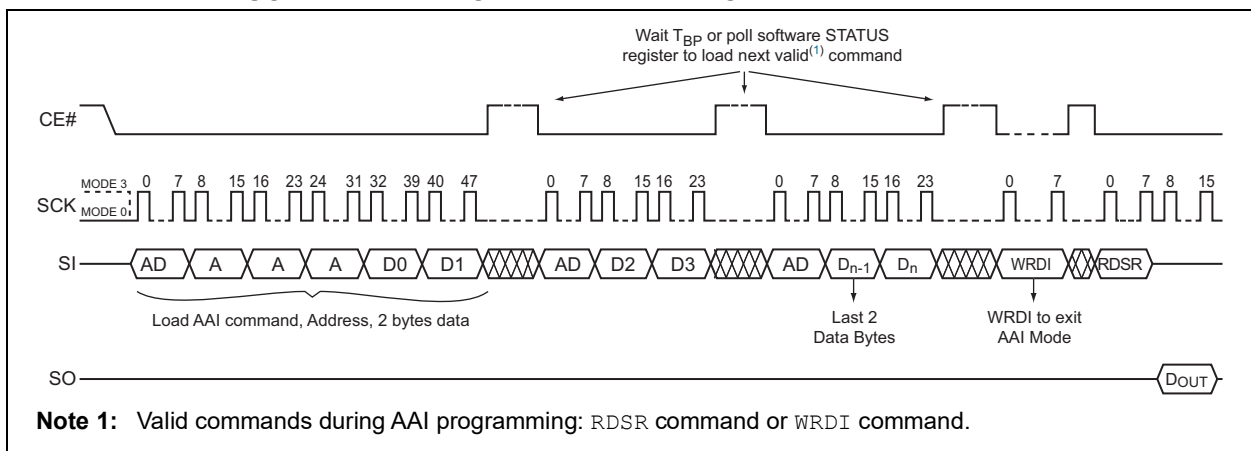 Wait TBP or poll software STATUS
register to load next valid(1) command
CE#
MODE 3
MODE 0
SCK
0 7 8 15 16 23 24 31 32 39 40 47 0 7 8 15 16 23 0 7 8 15 16 23 0 7 0 7 8 15
SI
AD A A A D0 D1 AD D2 D3 AD Dn-1 Dn WRDI RDSR
Load AAI command, Address, 2 bytes data
Last 2
Data Bytes
WRDI to exit
AAI Mode
SO
DOUT
Note 1: Valid commands during AAI programming: RDSR command or WRDI command.